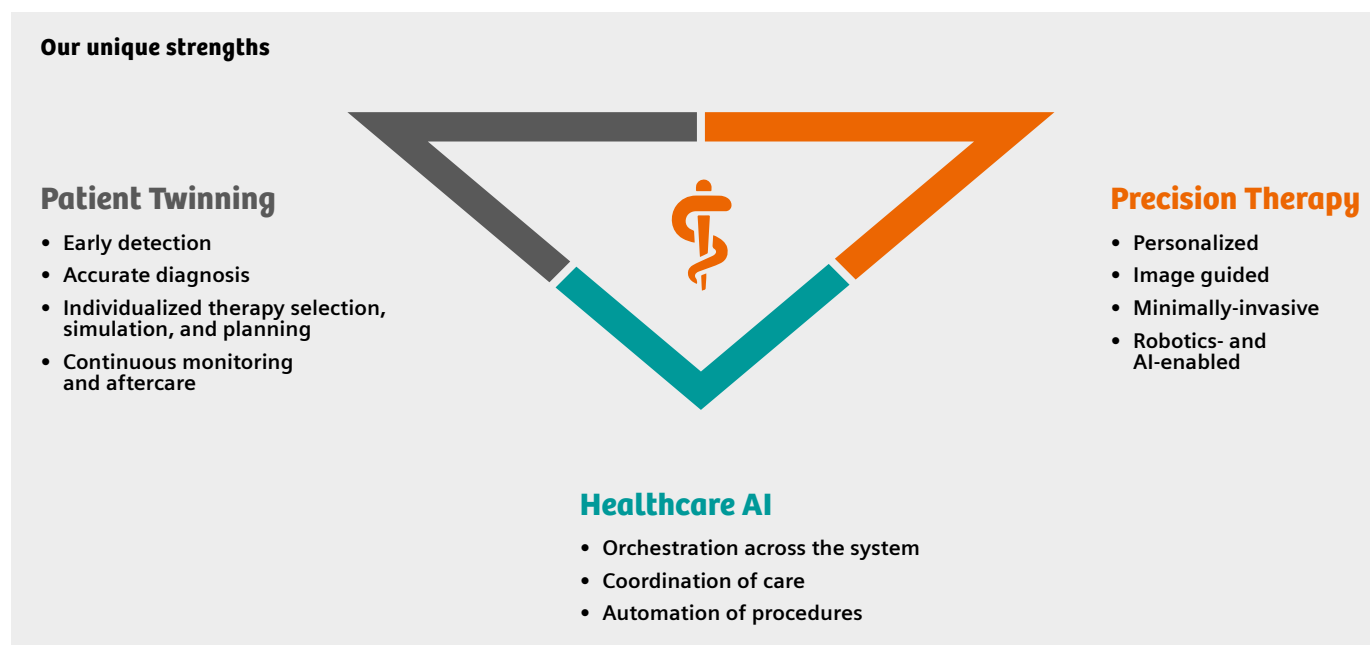 Our unique strengths
Patient Twinning
• Early detection
• Accurate diagnosis
• Individualized therapy selection,
simulation, and planning
• Continuous monitoring
and aftercare
Precision Therapy
• Personalized
• Image guided
• Minimally-invasive
• Robotics- and
AI-enabled
Healthcare AI
• Orchestration across the system
• Coordination of care
• Automation of procedures